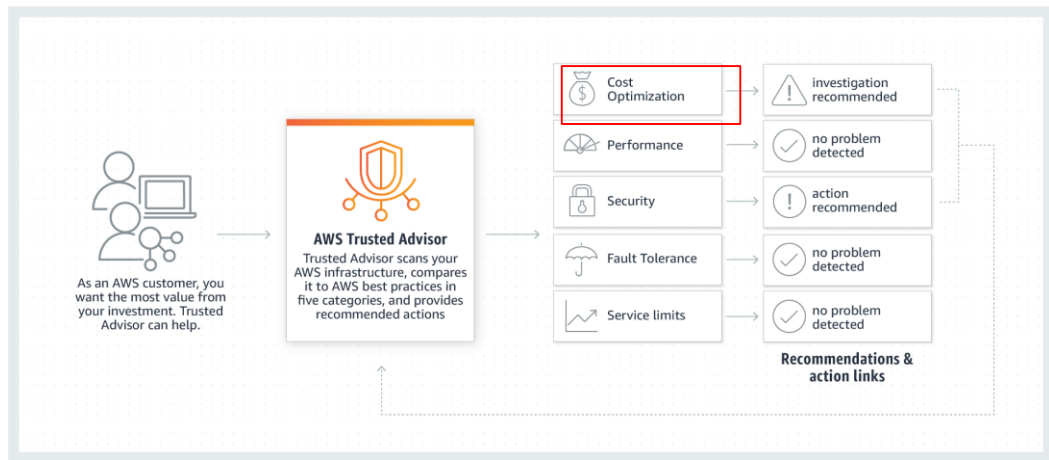 As an AWS customer, you
want the most value from
your investment. Trusted
Advisor can help.
AWS Trusted Advisor
Trusted Advisor scans your
AWS infrastructure, compares
it to AWS best practices in
five categories, and provides
recommended actions
Cost
Optimization
investigation
recommended
Performance
no problem
detected
Security
action
recommended
Fault Tolerance
no problem
detected
Service limits
no problem
detected
Recommendations &
action links